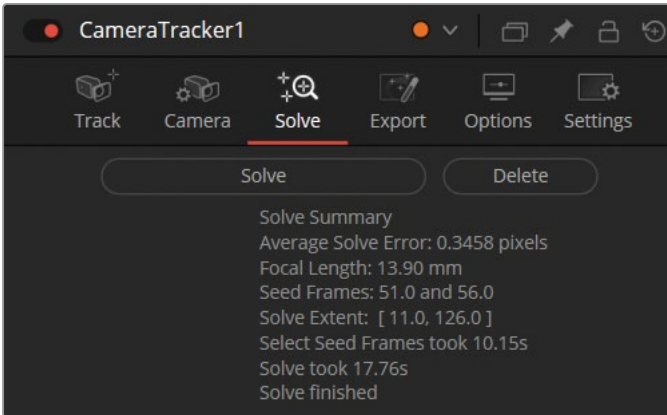 CameraTracker1
Track Camera Solve Export Options Settings
Solve Delete
Solve Summary
Average Solve Error: 0.3458 pixels
Focal Length: 13.90 mm
Seed Frames: 51.0 and 56.0
Solve Extent: [ 11.0, 126.0 ]
Select Seed Frames took 10.15s
Solve took 17.76s
Solve finished